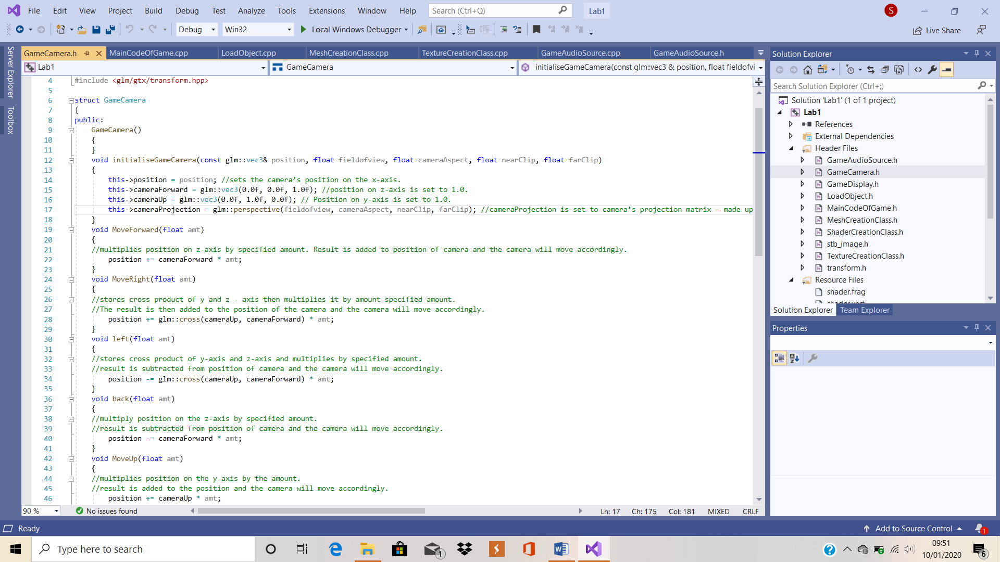 File Edit View Project Build Debug Test Analyze Tools Extensions Window Help Search (Ctrl+Q) Lab1 S
Debug Win32 Local Windows Debugger Live Share
Server Explorer
Toolbox
GameCamera.h MainCodeOfGame.cpp LoadObject.cpp MeshCreationClass.cpp TextureCreationClass.cpp GameAudioSource.cpp GameAudioSource.h
Lab1 GameCamera initialiseGameCamera(const glm::vec3 & position, float fieldofvi
4 #include <glm/gtx/transform.hpp>
5
6 struct GameCamera
7 {
8 public:
9 GameCamera()
10 {
11 }
12 void initialiseGameCamera(const glm::vec3& position, float fieldofview, float cameraAspect, float nearClip, float farClip)
13 {
14 this->position = position; //sets the camera’s position on the x-axis.
15 this->cameraForward = glm::vec3(0.0f, 0.0f, 1.0f); //position on z-axis is set to 1.0.
16 this->cameraUp = glm::vec3(0.0f, 1.0f, 0.0f); // Position on y-axis is set to 1.0.
17 this->cameraProjection = glm::perspective(fieldofview, cameraAspect, nearClip, farClip); //cameraProjection is set to camera’s projection matrix - made up
18 }
19 void MoveForward(float amt)
20 {
21 //multiplies position on z-axis by specified amount. Result is added to position of camera and the camera will move accordingly.
22 position += cameraForward * amt;
23 }
24 void MoveRight(float amt)
25 {
26 //stores cross product of y and z - axis then multiplies it by amount specified amount.
27 //The result is then added to the position of the camera and the camera will move accordingly.
28 position += glm::cross(cameraUp, cameraForward) * amt;
29 }
30 void left(float amt)
31 {
32 //stores cross product of y-axis and z-axis and multiplies by specified amount.
33 //result is subtracted from position of camera and the camera will move accordingly.
34 position -= glm::cross(cameraUp, cameraForward) * amt;
35 }
36 void back(float amt)
37 {
38 //multiply position on the z-axis by specified amount.
39 //result is subtracted from position of camera and the camera will move accordingly.
40 position -= cameraForward * amt;
41 }
42 void MoveUp(float amt)
43 {
44 //multiplies position on the y-axis by the amount.
45 //result is added to the position and the camera will move accordingly.
46 position += cameraUp * amt;
90 % No issues found Ln: 17 Ch: 175 Col: 181 MIXED CRLF
Solution Explorer
Search Solution Explorer (Ctrl+;)
Solution 'Lab1' (1 of 1 project)
Lab1
References
External Dependencies
Header Files
GameAudioSource.h
GameCamera.h
GameDisplay.h
LoadObject.h
MainCodeOfGame.h
MeshCreationClass.h
ShaderCreationClass.h
stb_image.h
TextureCreationClass.h
transform.h
Resource Files
shader.frag
shader.vert
Solution Explorer Team Explorer
Properties
Ready Add to Source Control 1
Type here to search 1 09:51
10/01/2020 6